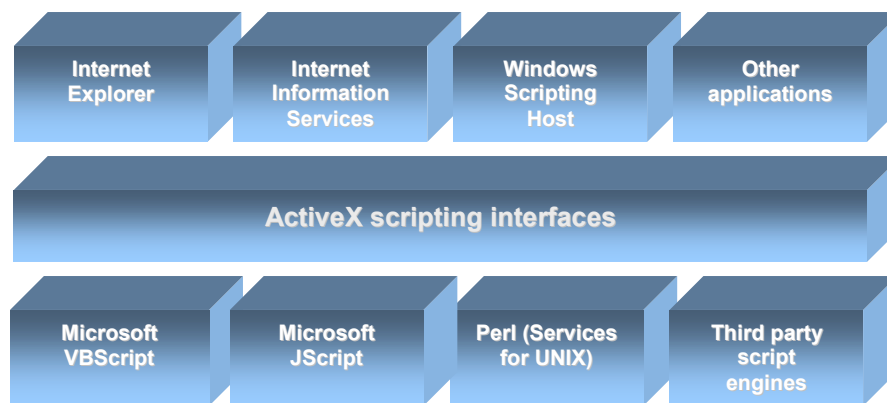 Internet
Explorer
Internet
Information
Services
Windows
Scripting
Host
Other
applications
ActiveX scripting interfaces
Microsoft
VBScript
Microsoft
JScript
Perl (Services
for UNIX)
Third party
script
engines